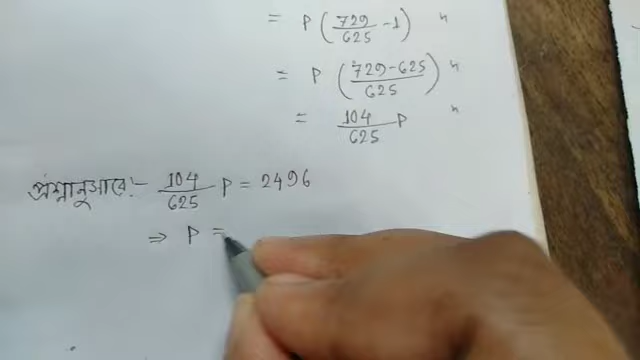 = P(729/625 - 1) "
= P(729-625/625) "
= 104/625 P "
প্রশ্নানুসারে:- 104/625 P = 2496
⇒ P =